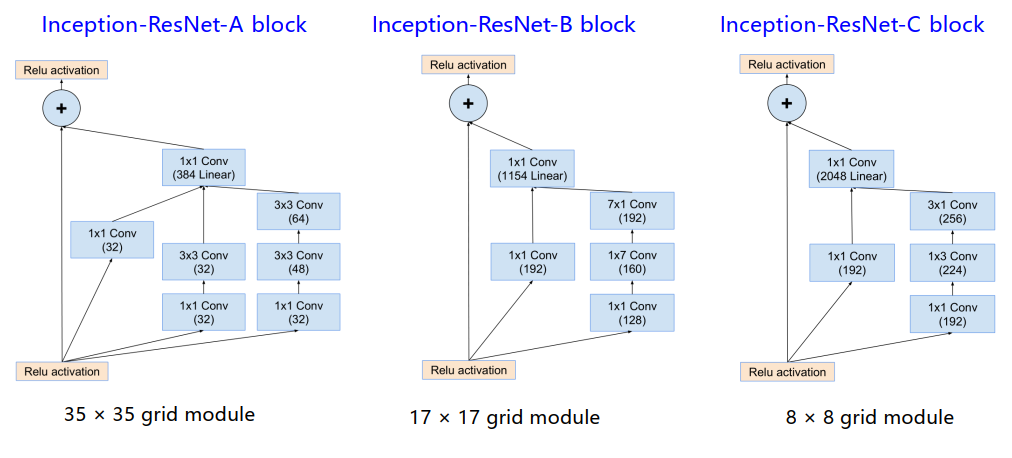 Inception-ResNet-A block
Relu activation
+
1x1 Conv
(384 Linear)
3x3 Conv
(64)
1x1 Conv
(32)
3x3 Conv
(32)
3x3 Conv
(48)
1x1 Conv
(32)
1x1 Conv
(32)
Relu activation
35 × 35 grid module
Inception-ResNet-B block
Relu activation
+
1x1 Conv
(1154 Linear)
7x1 Conv
(192)
1x1 Conv
(192)
1x7 Conv
(160)
1x1 Conv
(128)
Relu activation
17 × 17 grid module
Inception-ResNet-C block
Relu activation
+
1x1 Conv
(2048 Linear)
3x1 Conv
(256)
1x1 Conv
(192)
1x3 Conv
(224)
1x1 Conv
(192)
Relu activation
8 × 8 grid module